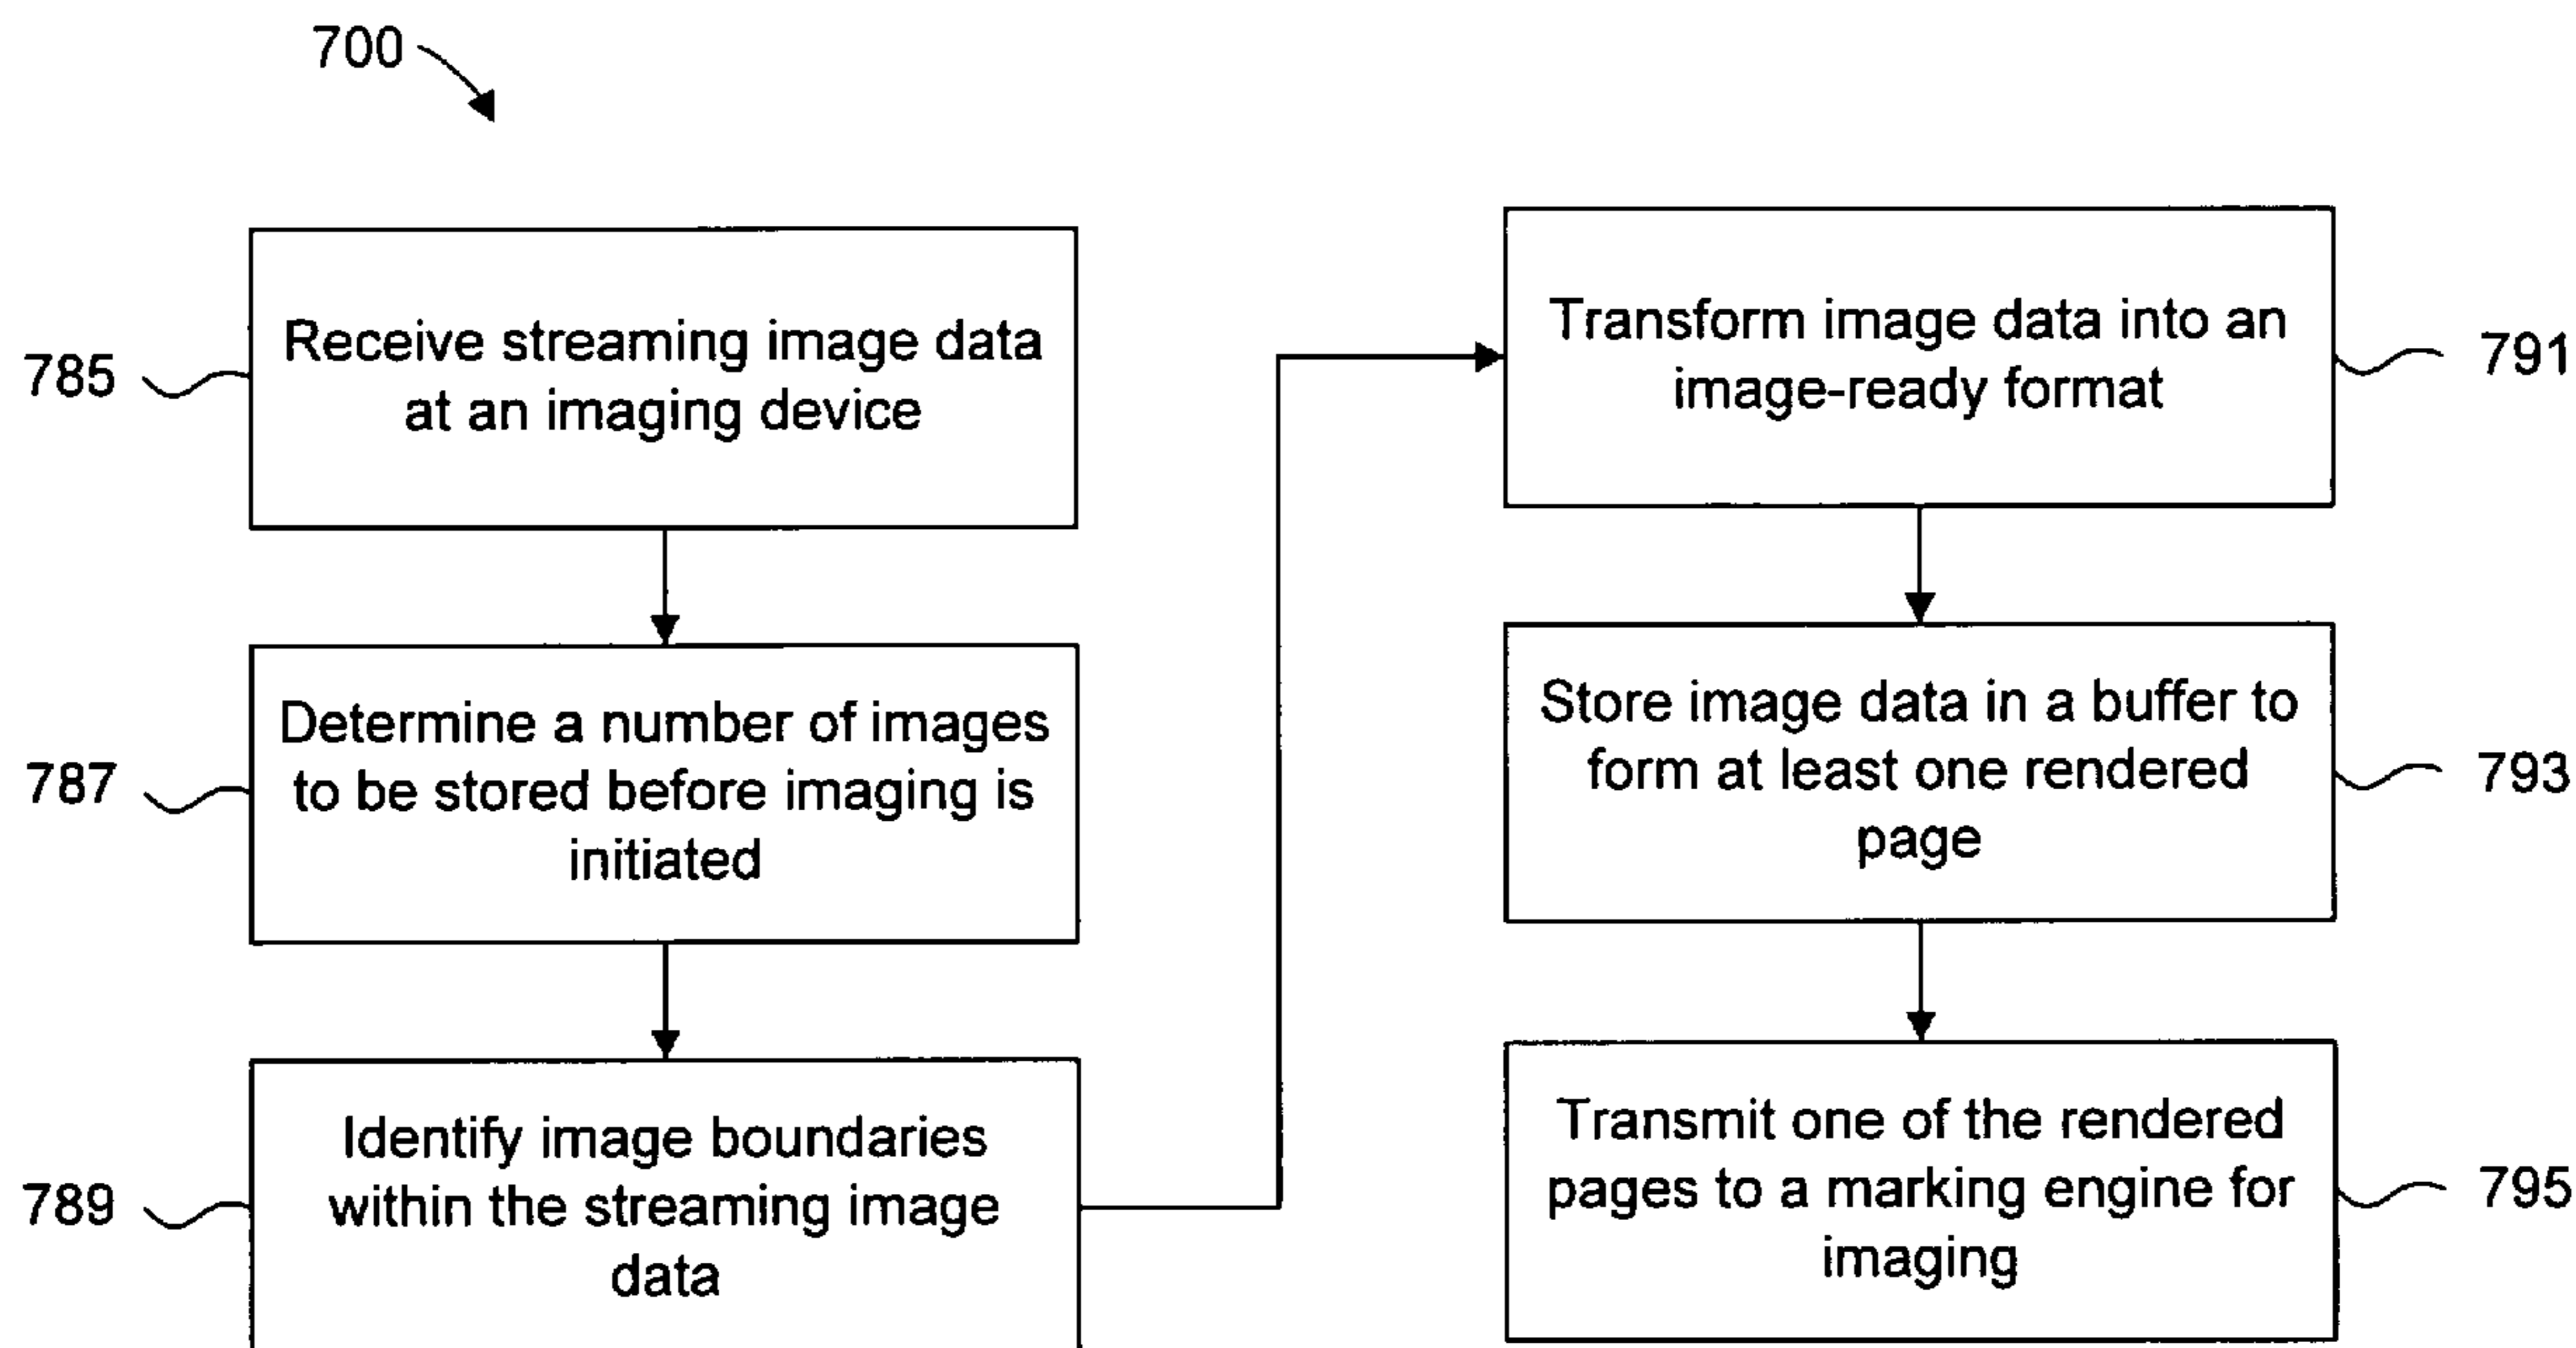 700
785
Receive streaming image data
at an imaging device
787
Determine a number of images
to be stored before imaging is
initiated
789
Identify image boundaries
within the streaming image
data
Transform image data into an
image-ready format
791
Store image data in a buffer to
form at least one rendered
page
793
Transmit one of the rendered
pages to a marking engine for
imaging
795